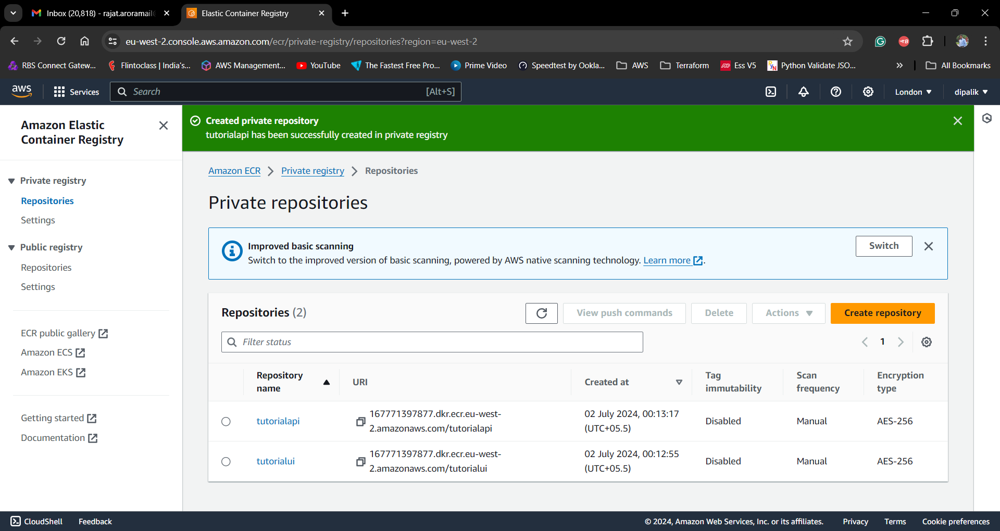 Inbox (20,818) - rajat.aroramail
Elastic Container Registry
eu-west-2.console.aws.amazon.com/ecr/private-registry/repositories?region=eu-west-2
RBS Connect Gatew...
Flintoclass | India's...
AWS Management...
YouTube
The Fastest Free Pro...
Prime Video
Speedtest by Ookla...
AWS
Terraform
Ess V5
Python Validate JSO...
All Bookmarks
aws
Services
Search
[Alt+S]
London
dipalik
Amazon Elastic
Container Registry
Private registry
Repositories
Settings
Public registry
Repositories
Settings
ECR public gallery
Amazon ECS
Amazon EKS
Getting started
Documentation
Created private repository
tutorialapi has been successfully created in private registry
Amazon ECR
Private registry
Repositories
Private repositories
Improved basic scanning
Switch to the improved version of basic scanning, powered by AWS native scanning technology. Learn more.
Switch
Repositories (2)
View push commands
Delete
Actions
Create repository
Filter status
1
Repository
name
URI
Created at
Tag
immutability
Scan
frequency
Encryption
type
tutorialapi
167771397877.dkr.ecr.eu-west-
2.amazonaws.com/tutorialapi
02 July 2024, 00:13:17
(UTC+05.5)
Disabled
Manual
AES-256
tutorialui
167771397877.dkr.ecr.eu-west-
2.amazonaws.com/tutorialui
02 July 2024, 00:12:55
(UTC+05.5)
Disabled
Manual
AES-256
CloudShell
Feedback
© 2024, Amazon Web Services, Inc. or its affiliates.
Privacy
Terms
Cookie preferences